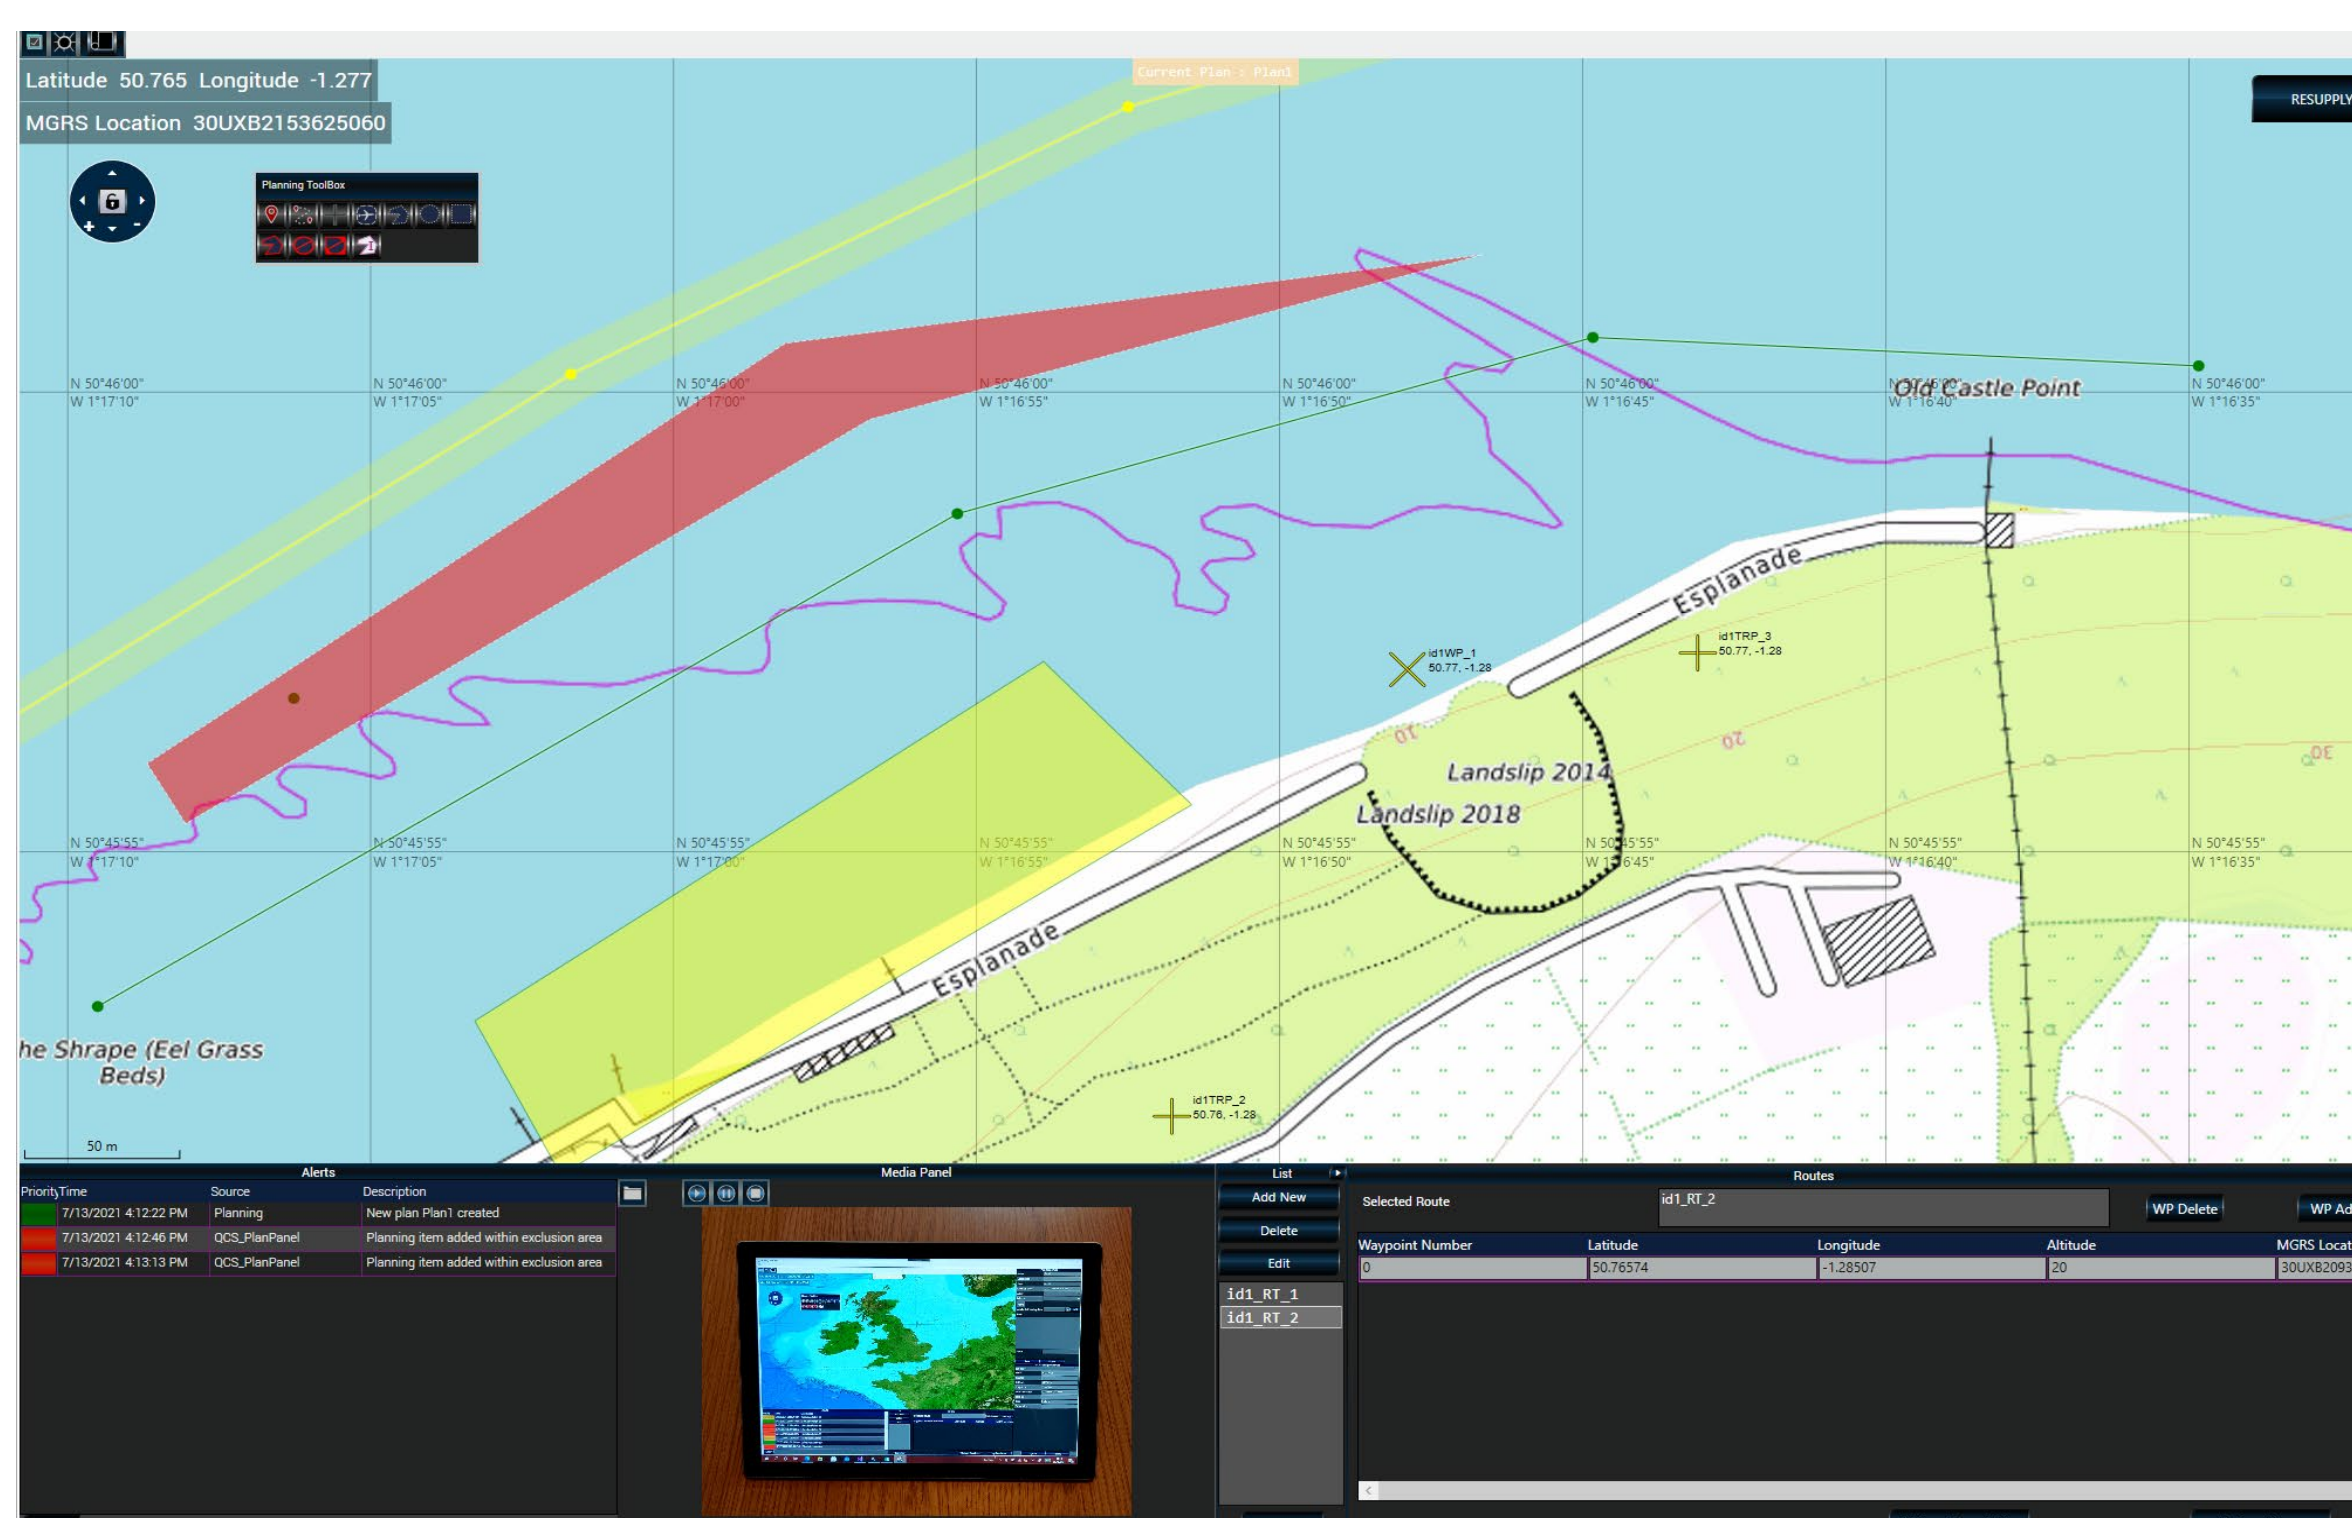 Latitude 50.765 Longitude -1.277
Current Plan : Plan1
RESUPPLY
MGRS Location 30UXB2153625060
Planning ToolBox
N 50°46'00" N 50°46'00" N 50°46'00" N 50°46'00" N 50°46'00" N 50°46'00" N 50°46'00" N 50°46'00"
Old Castle Point
W 1°17'10" W 1°17'05" W 1°17'00" W 1°16'55" W 1°16'50" W 1°16'45" W 1°16'40" W 1°16'35"
Esplanade
id1TRP_3
50.77, -1.28
id1WP_1
50.77, -1.28
10
20
30
Landslip 2014
Landslip 2018
N 50°45'55" N 50°45'55" N 50°45'55" N 50°45'55" N 50°45'55" N 50°45'55" N 50°45'55" N 50°45'55"
W 1°17'10" W 1°17'05" W 1°17'00" W 1°16'55" W 1°16'50" W 1°16'45" W 1°16'40" W 1°16'35"
Esplanade
he Shrape (Eel Grass
Beds)
id1TRP_2
50.76, -1.28
50 m
Alerts
Priority Time Source Description
7/13/2021 4:12:22 PM Planning New plan Plan1 created
7/13/2021 4:12:46 PM QCS_PlanPanel Planning item added within exclusion area
7/13/2021 4:13:13 PM QCS_PlanPanel Planning item added within exclusion area
Media Panel
List
Add New
Delete
Edit
id1_RT_1
id1_RT_2
Routes
Selected Route id1_RT_2 WP Delete WP Ad
Waypoint Number Latitude Longitude Altitude MGRS Locat
0 50.76574 -1.28507 20 30UXB2093